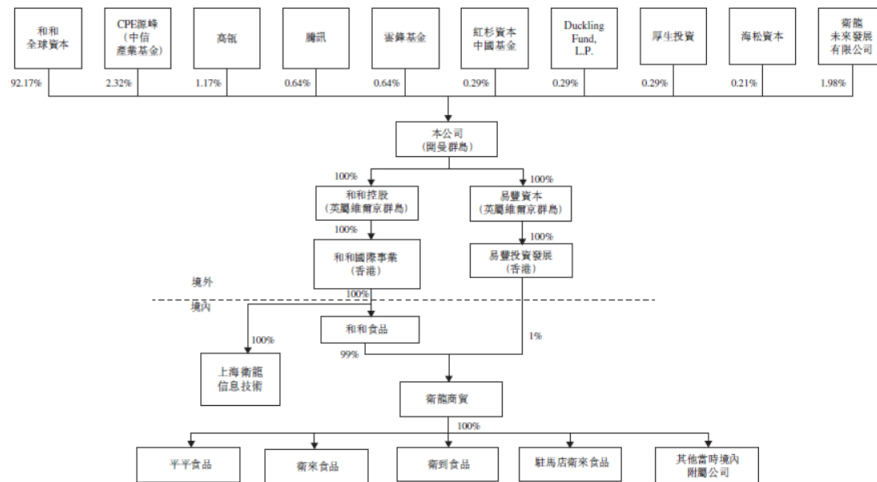 和和
全球資本
CPE源峰
(中信
產業基金)
高瓴
騰訊
雲鋒基金
紅杉資本
中國基金
Duckling
Fund,
L.P.
厚生投資
海松資本
衛龍
未來發展
有限公司
92.17%
2.32%
1.17%
0.64%
0.64%
0.29%
0.29%
0.29%
0.21%
1.98%
本公司
(開曼群島)
100%
100%
和和控股
(英屬維爾京群島)
易豐資本
(英屬維爾京群島)
100%
100%
和和國際事業
(香港)
易豐投資發展
(香港)
境外
100%
境內
和和食品
100%
1%
99%
上海衛龍
信息技術
衛龍商貿
100%
平平食品
衛來食品
衛到食品
駐馬店衛來食品
其他當時境內
附屬公司